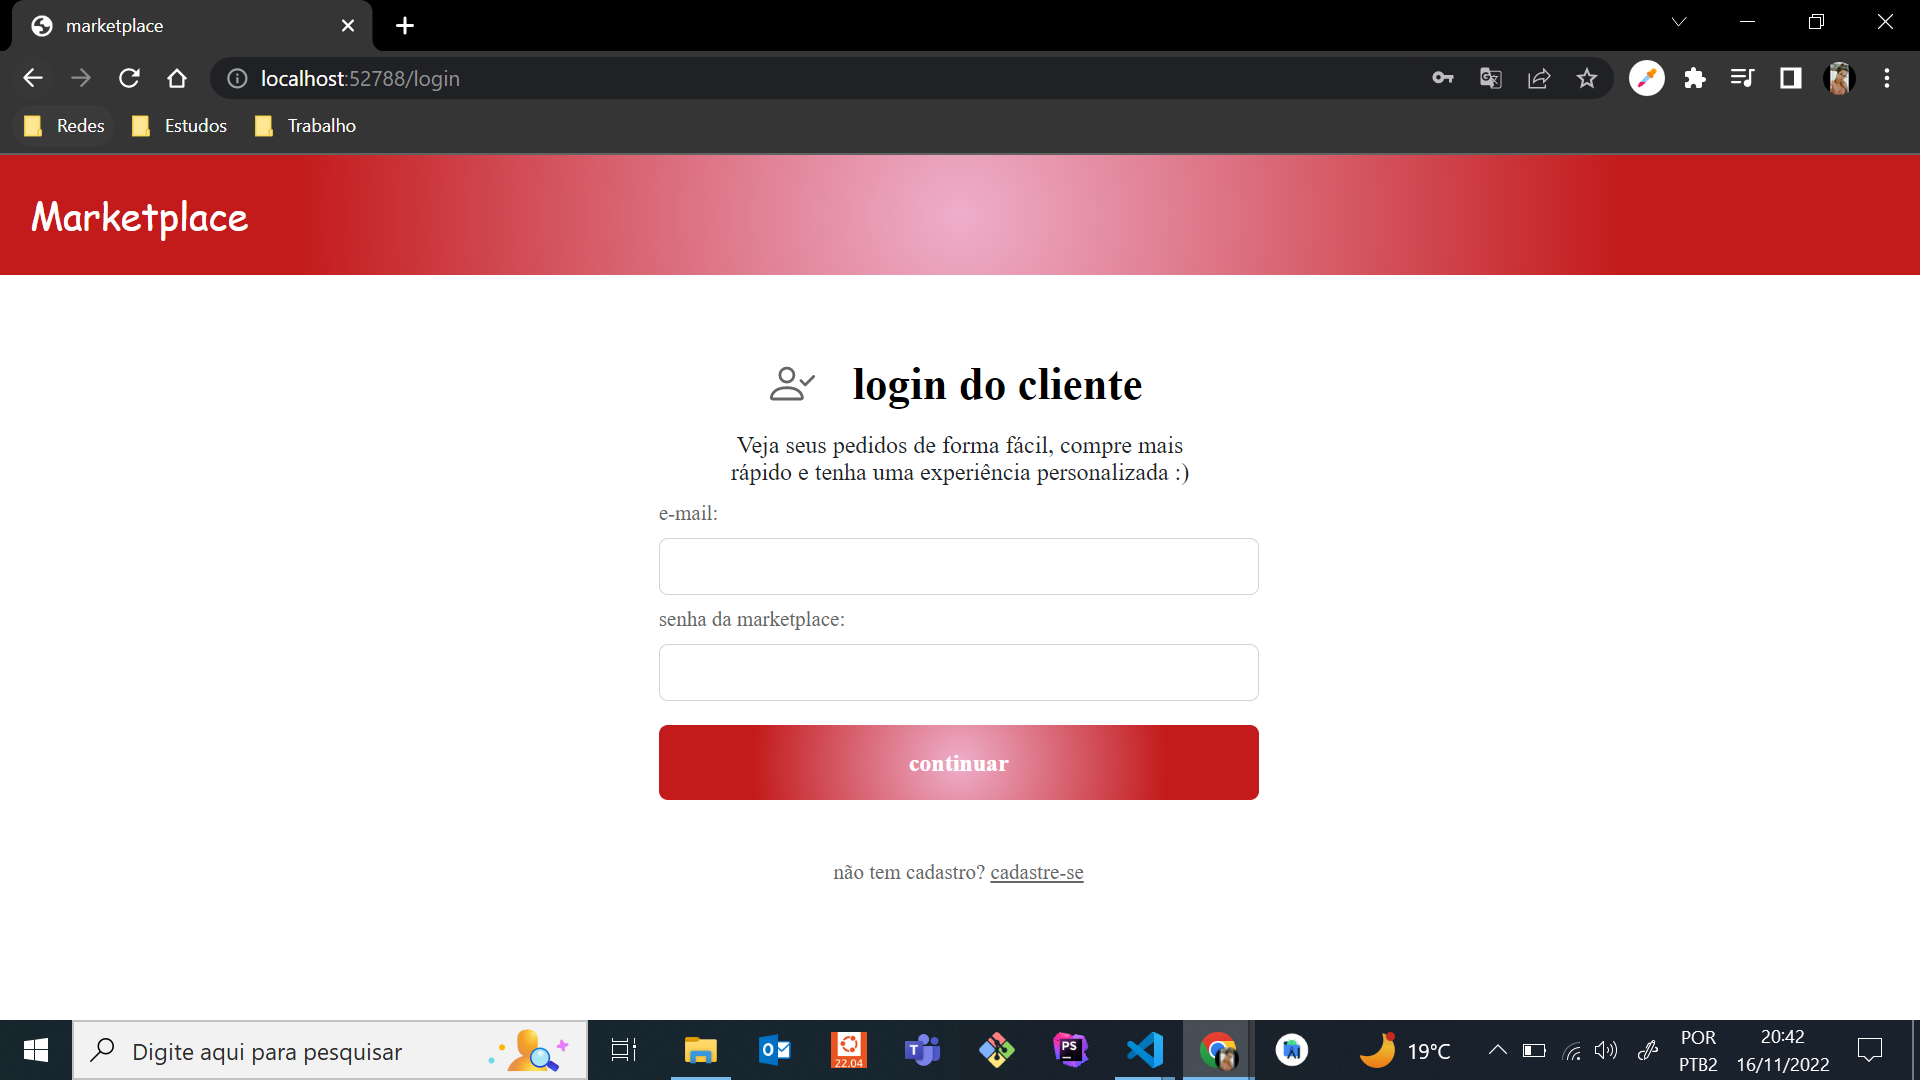 marketplace
localhost:52788/login
Redes
Estudos
Trabalho
Marketplace
login do cliente
Veja seus pedidos de forma fácil, compre mais
rápido e tenha uma experiência personalizada :)
e-mail:
senha da marketplace:
continuar
não tem cadastro? cadastre-se
Digite aqui para pesquisar
22.04
PS
19°C
POR
PTB2
20:42
16/11/2022